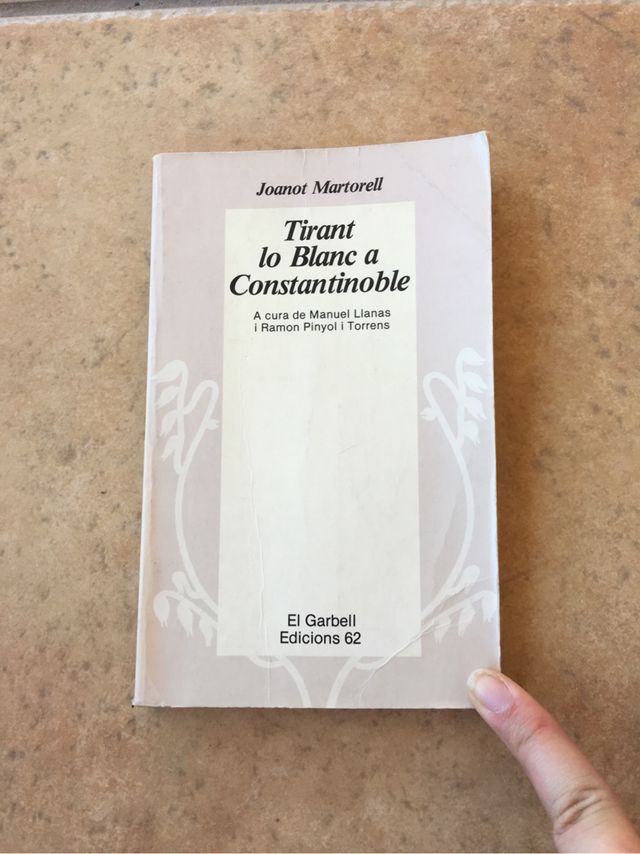 Joanot Martorell
Tirant
lo Blanc a
Constantinoble
A cura de Manuel Llanas
i Ramon Pinyol i Torrens
El Garbell
Edicions 62